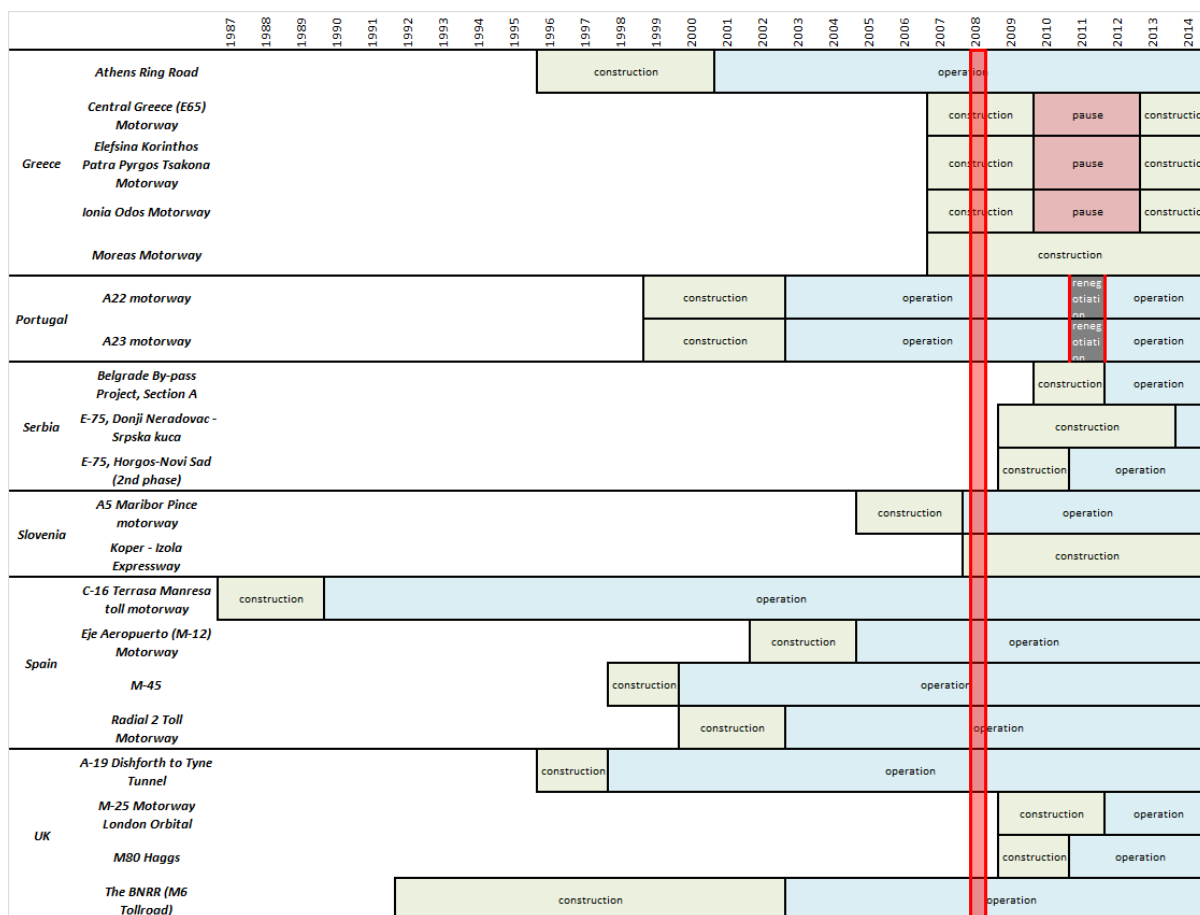 1987 1988 1989 1990 1991 1992 1993 1994 1995 1996 1997 1998 1999 2000 2001 2002 2003 2004 2005 2006 2007 2008 2009 2010 2011 2012 2013 2014
Greece
Athens Ring Road
construction operation
Central Greece (E65)
Motorway
construction pause constructio
Elefsina Korinthos
Patra Pyrgos Tsakona
Motorway
construction pause constructio
Ionia Odos Motorway
construction pause constructio
Moreas Motorway
construction
Portugal
A22 motorway
construction operation
reneg
otiati
on
operation
A23 motorway
construction operation
reneg
otiati
on
operation
Serbia
Belgrade By-pass
Project, Section A
construction operation
E-75, Donji Neradovac -
Srpska kuca
construction
E-75, Horgos-Novi Sad
(2nd phase)
construction operation
Slovenia
A5 Maribor Pince
motorway
construction operation
Koper - Izola
Expressway
construction
Spain
C-16 Terrasa Manresa
toll motorway
construction operation
Eje Aeropuerto (M-12)
Motorway
construction operation
M-45
construction operation
Radial 2 Toll
Motorway
construction operation
UK
A-19 Dishforth to Tyne
Tunnel
construction operation
M-25 Motorway
London Orbital
construction operation
M80 Haggs
construction operation
The BNRR (M6
Tollroad)
construction operation